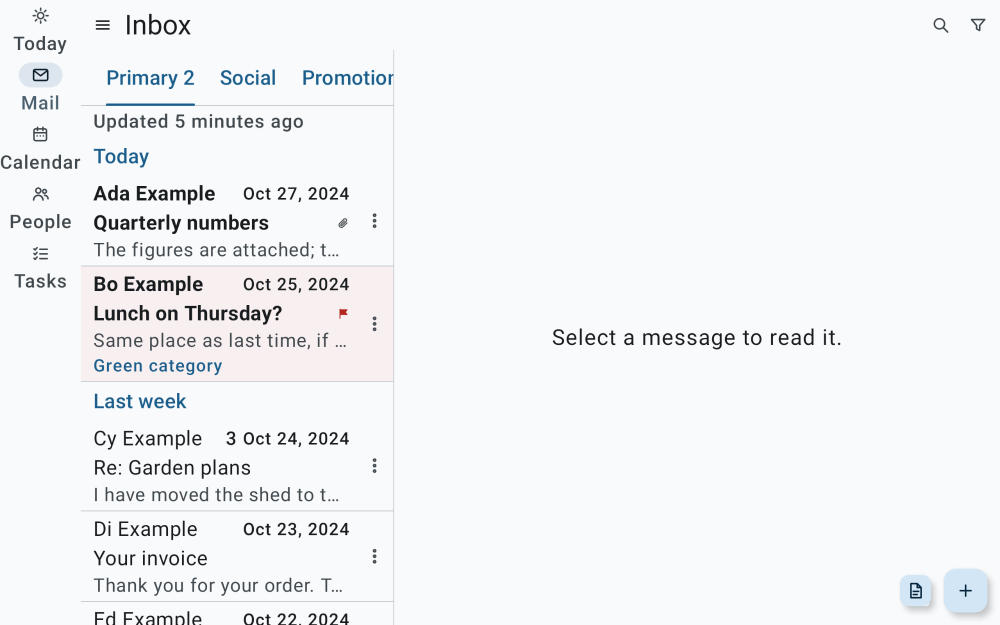 Today
Mail
Calendar
People
Tasks
Inbox
Primary 2 Social Promotion
Updated 5 minutes ago
Today
Ada Example Oct 27, 2024
Quarterly numbers
The figures are attached; t…
Bo Example Oct 25, 2024
Lunch on Thursday?
Same place as last time, if …
Green category
Last week
Cy Example 3 Oct 24, 2024
Re: Garden plans
I have moved the shed to t…
Di Example Oct 23, 2024
Your invoice
Thank you for your order. T…
Ed Example Oct 22, 2024
Select a message to read it.